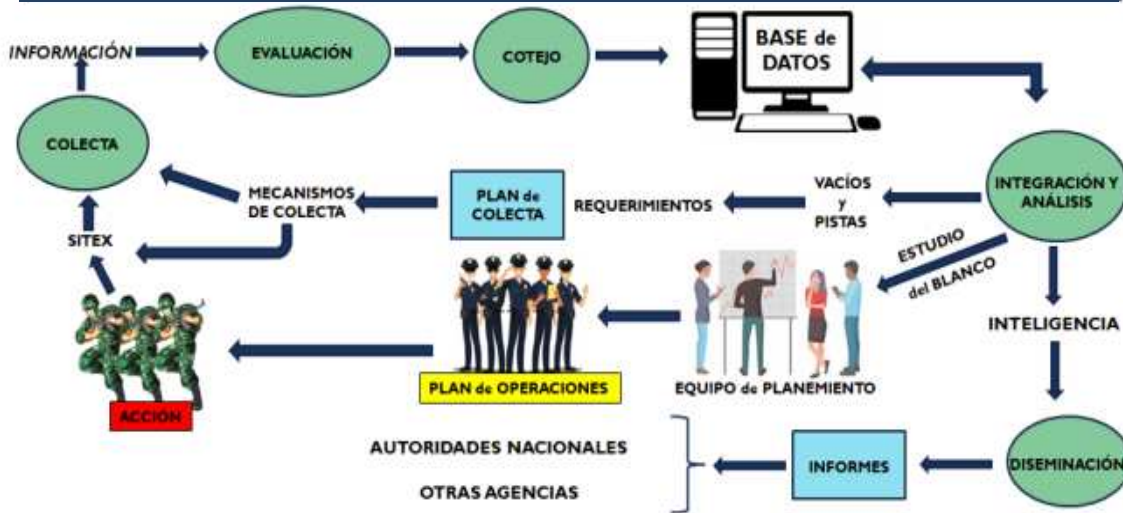 INFORMACIÓN
EVALUACIÓN
COTEJO
BASE de
DATOS
COLECTA
INTEGRACIÓN Y
ANÁLISIS
VACÍOS
y
PISTAS
REQUERIMIENTOS
PLAN de
COLECTA
MECANISMOS
DE COLECTA
SITEX
ESTUDIO
del BLANCO
INTELIGENCIA
EQUIPO de PLANEMIENTO
PLAN de OPERACIONES
ACCION
DISEMINACIÓN
INFORMES
AUTORIDADES NACIONALES
OTRAS AGENCIAS